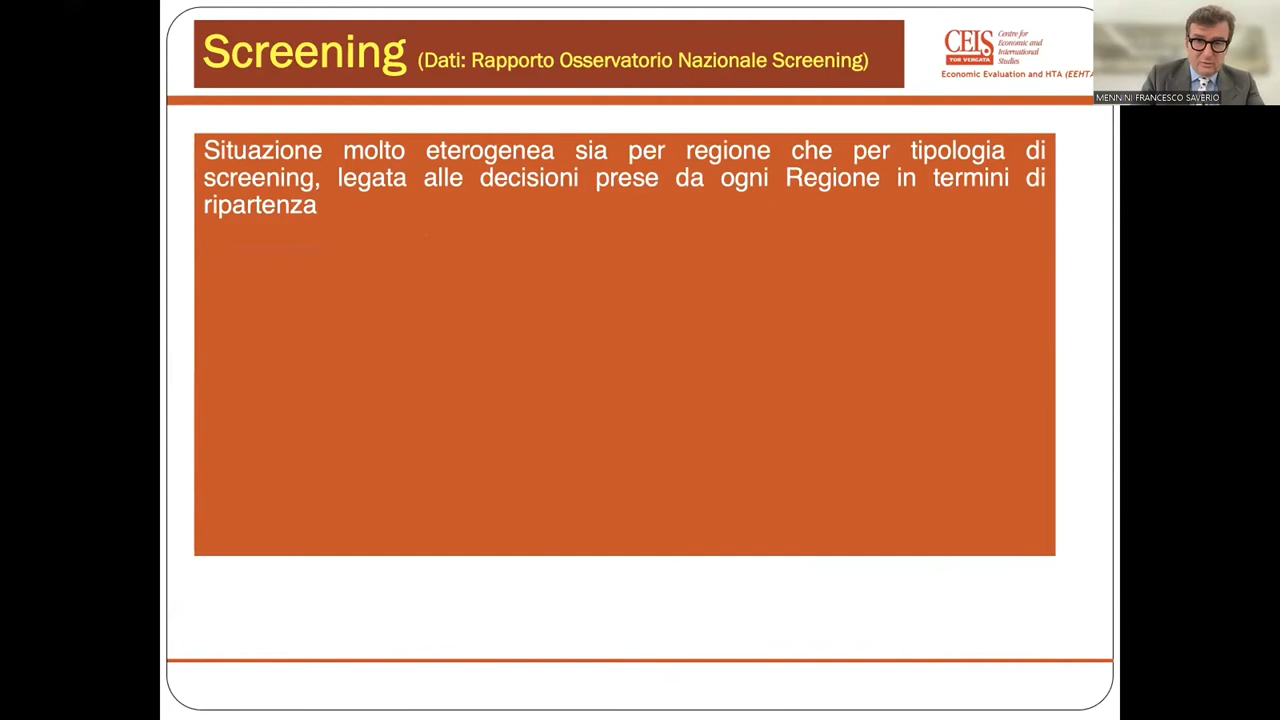 Screening (Dati: Rapporto Osservatorio Nazionale Screening)
CEIS
TOR VERGATA
Centre for
Economic and
International
Studies
Economic Evaluation and HTA (EEHTA
MENNINI FRANCESCO SAVERIO
Situazione molto eterogenea sia per regione che per tipologia di
screening, legata alle decisioni prese da ogni Regione in termini di
ripartenza